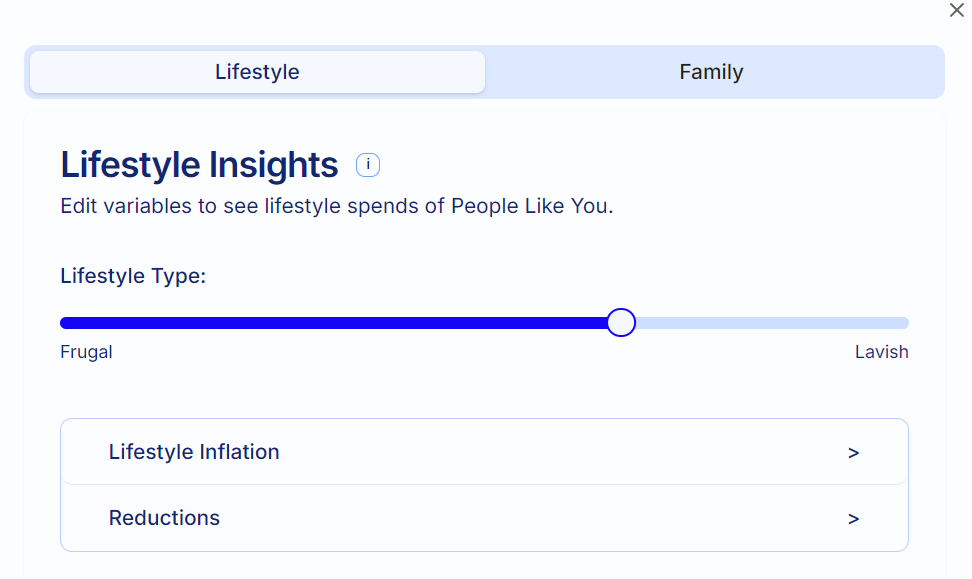 Lifestyle
Family
Lifestyle Insights i
Edit variables to see lifestyle spends of People Like You.
Lifestyle Type:
Frugal
Lavish
Lifestyle Inflation >
Reductions >